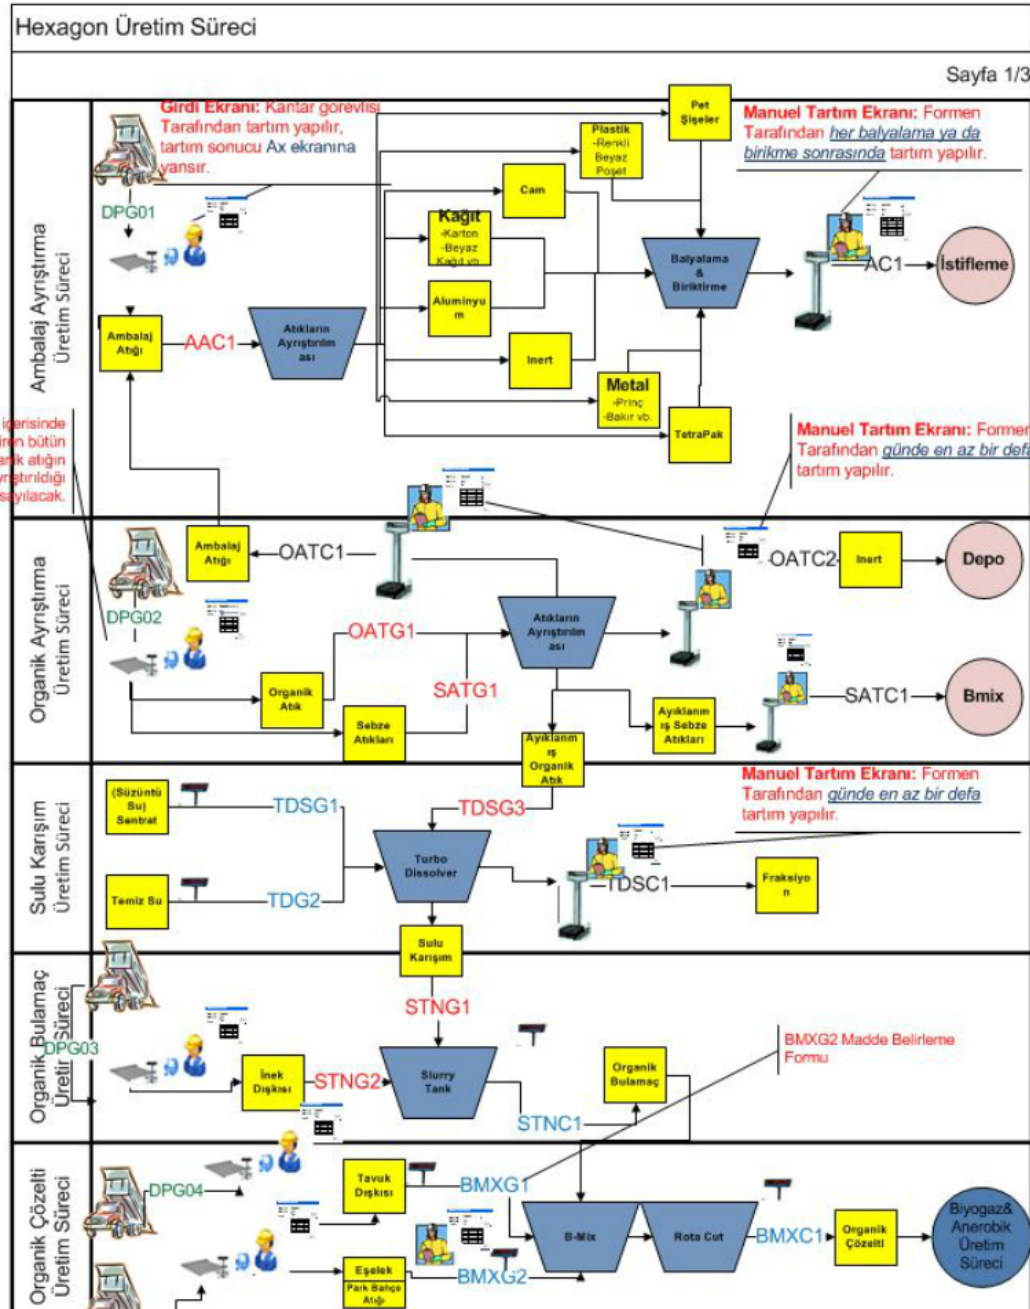 Hexagon Üretim Süreci
Sayfa 1/3
Ambalaj Ayrıştırma
Üretim Süreci
Girdi Ekranı: Kantar görevlisi
Tarafından tartım yapılır,
tartım sonucu Ax ekranına
yansır.
DPG01
Ambalaj
Atığı
AAC1
Atıkların
Ayrıştırılm
ası
Pet
Şişeler
Plastik
-Renkli
Beyaz
Poşet
Cam
Kağıt
-Karton
-Beyaz
Kağıt vb.
Aluminyu
m
Inert
Metal
-Prinç
-Bakır vb.
TetraPak
Balyalama
&
Biriktirme
Manuel Tartım Ekranı: Formen
Tarafından her balyalama ya da
birikme sonrasında tartım yapılır.
AC1
İstifleme
içerisinde
bütün
atığın
sayılacak.
Manuel Tartım Ekranı: Formen
Tarafından günde en az bir defa
tartım yapılır.
Organik Ayrıştırma
Üretim Süreci
DPG02
Ambalaj
Atığı
OATC1
OATG1
SATG1
Organik
Atık
Sebze
Atıkları
Atıkların
Ayrıştırılm
ası
OATC2
Inert
Depo
Ayıklanm
ış Sebze
Atıkları
SATC1
Bmix
Ayıklanm
ış
Organik
Atık
Sulu Karışım
Üretim Süreci
(Süzüntü
Su)
Sentrat
TDSG1
TDSG3
Temiz Su
TDG2
Turbo
Dissolver
Manuel Tartım Ekranı: Formen
Tarafından günde en az bir defa
tartım yapılır.
TDSC1
Fraksiyo
n
Sulu
Karışım
Organik Bulamaç
Üretim Süreci
DPG03
STNG1
İnek
Dışkısı
STNG2
Slurry
Tank
STNC1
Organik
Bulamaç
BMXG2 Madde Belirleme
Formu
Organik Çözelti
Üretim Süreci
DPG04
Tavuk
Dışkısı
BMXG1
Eşelek
Park Bahçe
Atığı
BMXG2
B-Mix
Rota Cut
BMXC1
Organik
Çözelti
Biyogaz&
Anerobik
Üretim
Süreci